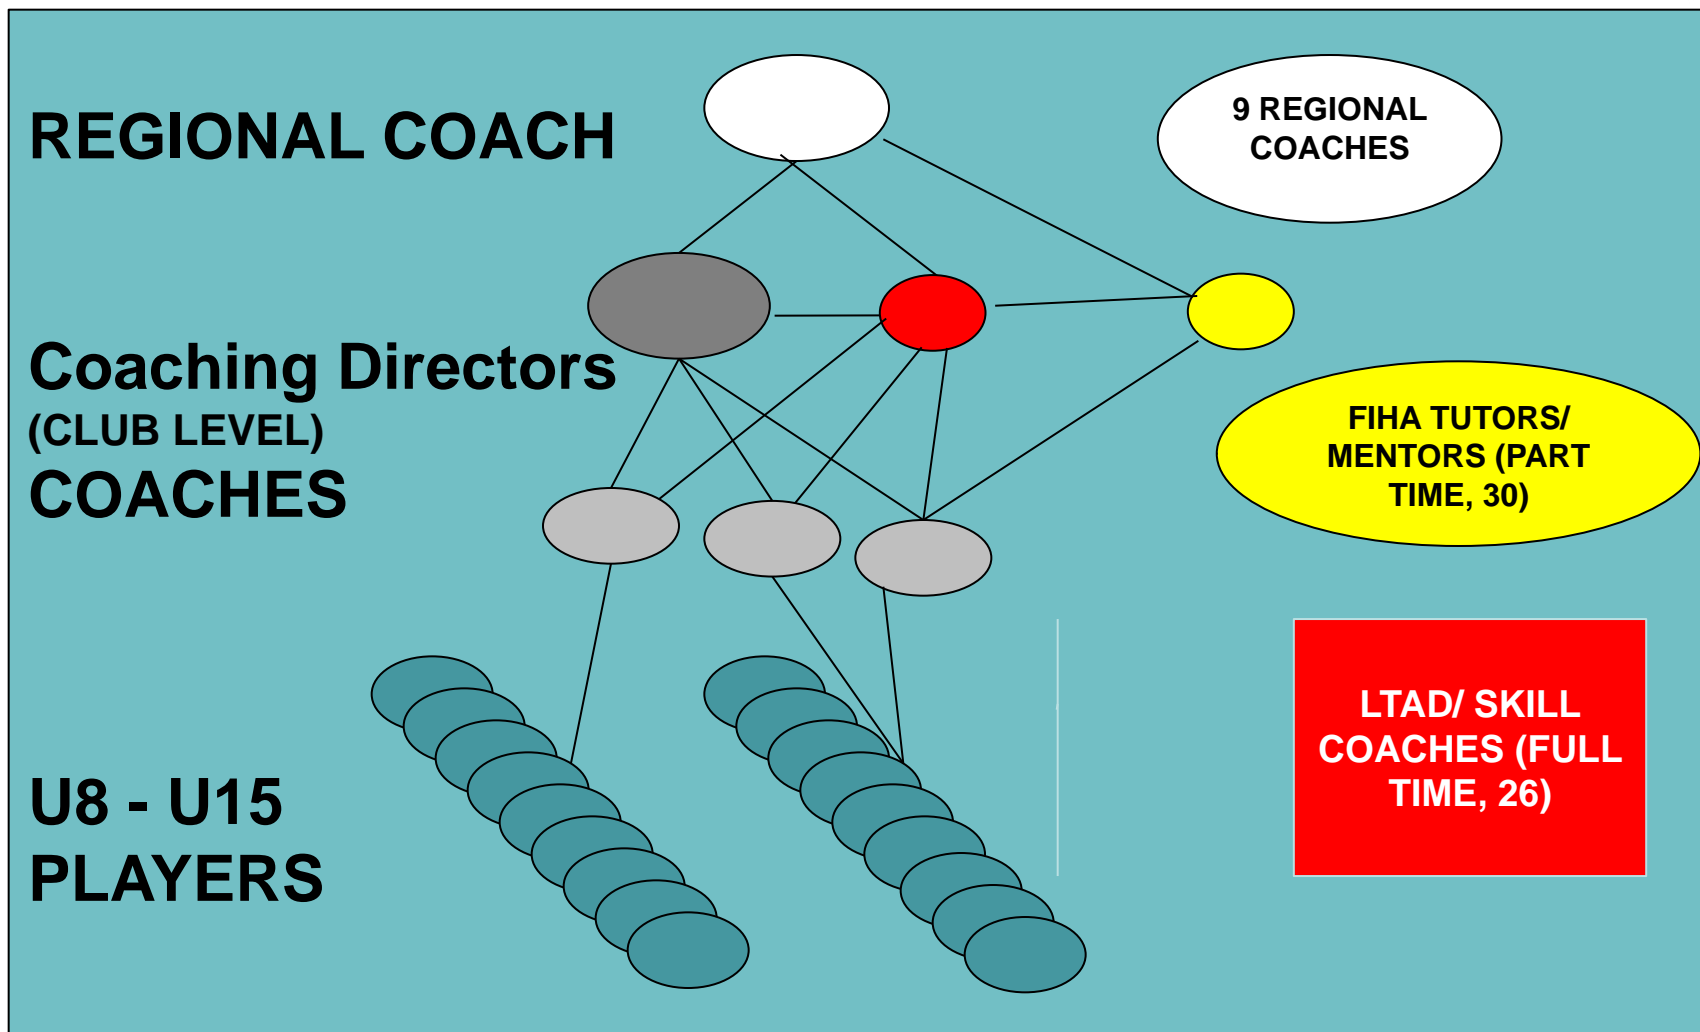 REGIONAL COACH
9 REGIONAL
COACHES
Coaching Directors
(CLUB LEVEL)
COACHES
FIHA TUTORS/
MENTORS (PART
TIME, 30)
LTAD/ SKILL
COACHES (FULL
TIME, 26)
U8 - U15
PLAYERS